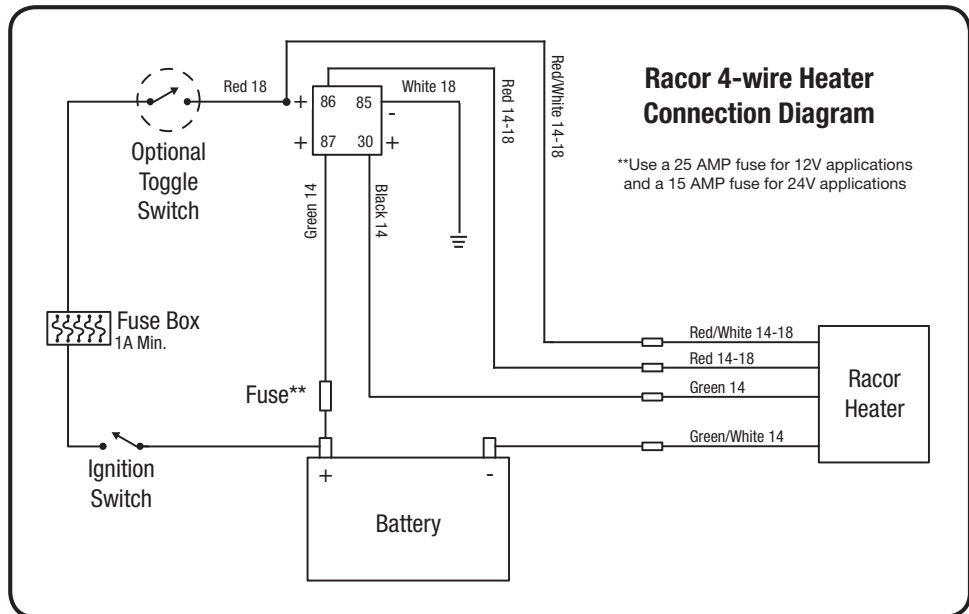 Racor 4-wire Heater
Connection Diagram
**Use a 25 AMP fuse for 12V applications
and a 15 AMP fuse for 24V applications
Red 18
White 18
Red 14-18
Red/White 14-18
+ 86 85 -
+ 87 30 +
Optional
Toggle
Switch
Green 14
Black 14
Fuse Box
1A Min.
Fuse**
Ignition
Switch
Red/White 14-18
Red 14-18
Green 14
Green/White 14
Racor
Heater
+ -
Battery